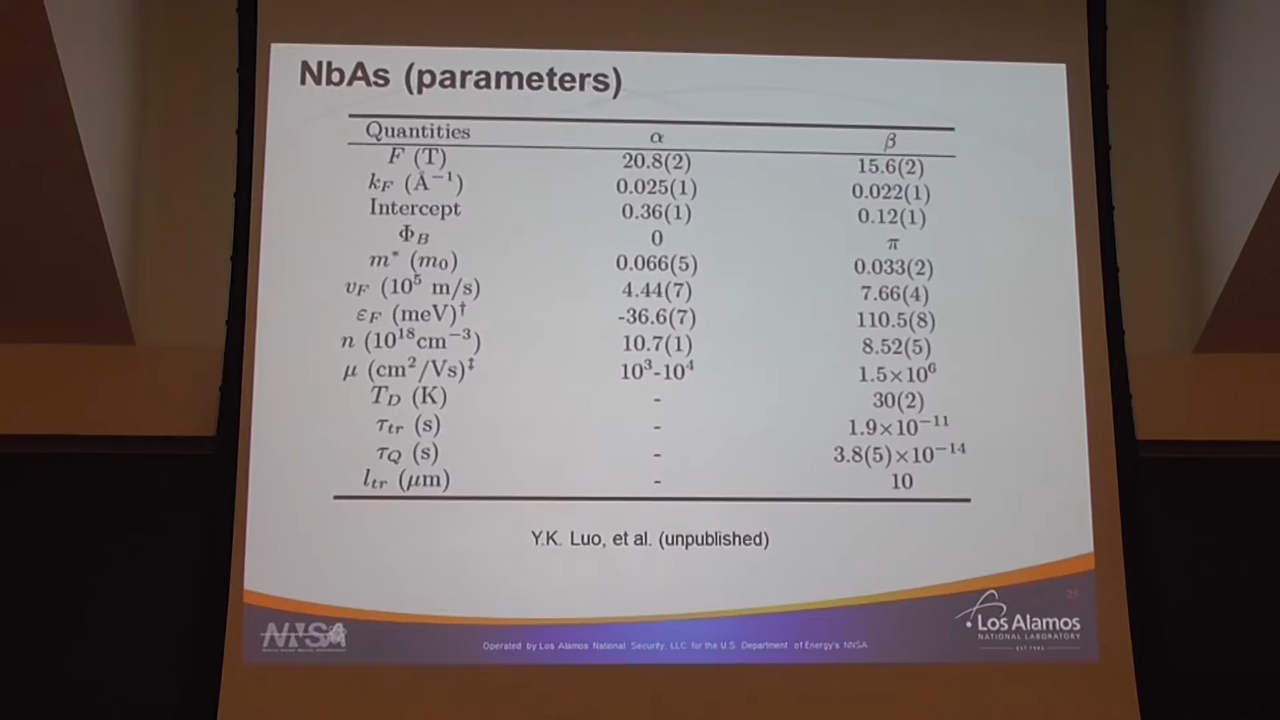 NbAs (parameters)
Quantities α β
F (T) 20.8(2) 15.6(2)
k_F (Å⁻¹) 0.025(1) 0.022(1)
Intercept 0.36(1) 0.12(1)
Φ_B 0 π
m* (m₀) 0.066(5) 0.033(2)
v_F (10⁵ m/s) 4.44(7) 7.66(4)
ε_F (meV)† -36.6(7) 110.5(8)
n (10¹⁸cm⁻³) 10.7(1) 8.52(5)
μ (cm²/Vs)‡ 10³-10⁴ 1.5×10⁶
T_D (K) - 30(2)
τ_tr (s) - 1.9×10⁻¹¹
τ_Q (s) - 3.8(5)×10⁻¹⁴
l_tr (μm) - 10
Y.K. Luo, et al. (unpublished)
25
NNSA
Los Alamos
NATIONAL LABORATORY
EST 1943
Operated by Los Alamos National Security, LLC for the U.S. Department of Energy's NNSA